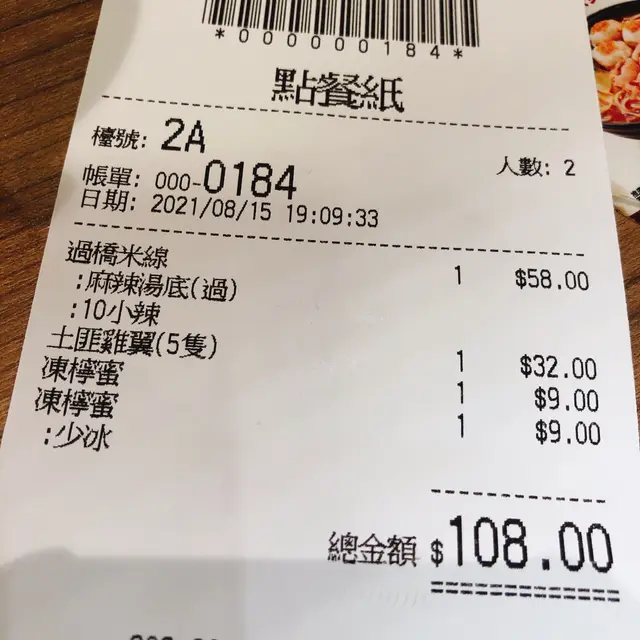 *000000184*
點餐紙
檯號: 2A
人數: 2
帳單: 000-0184
日期: 2021/08/15 19:09:33
過橋米線 1 $58.00
:麻辣湯底(過)
:10小辣
土匪雞翼(5隻) 1 $32.00
凍檸蜜 1 $9.00
凍檸蜜 1 $9.00
:少冰
總金額 $108.00